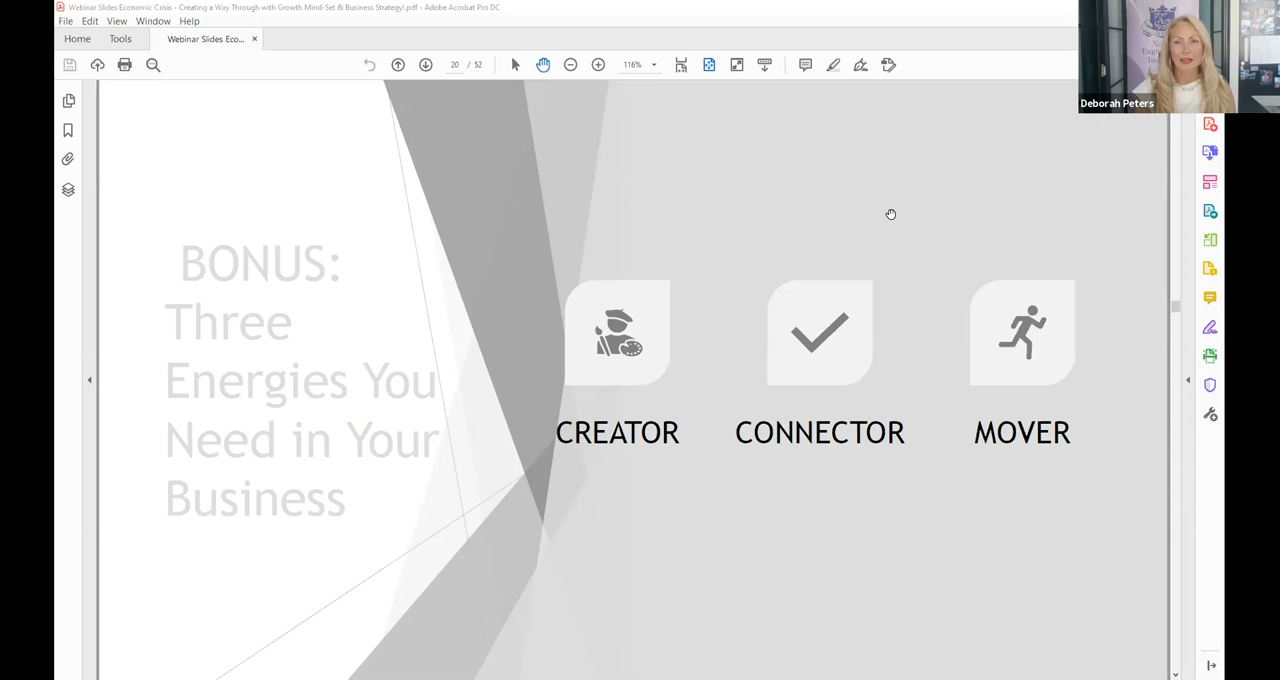 Webinar Slides Economic Crisis - Creating a Way Through with Growth Mind-Set & Business Strategy!.pdf - Adobe Acrobat Pro DC
File Edit View Window Help
Home Tools Webinar Slides Eco... ×
20 / 52 116%
Deborah Peters
BONUS:
Three
Energies You
Need in Your
Business
CREATOR CONNECTOR MOVER